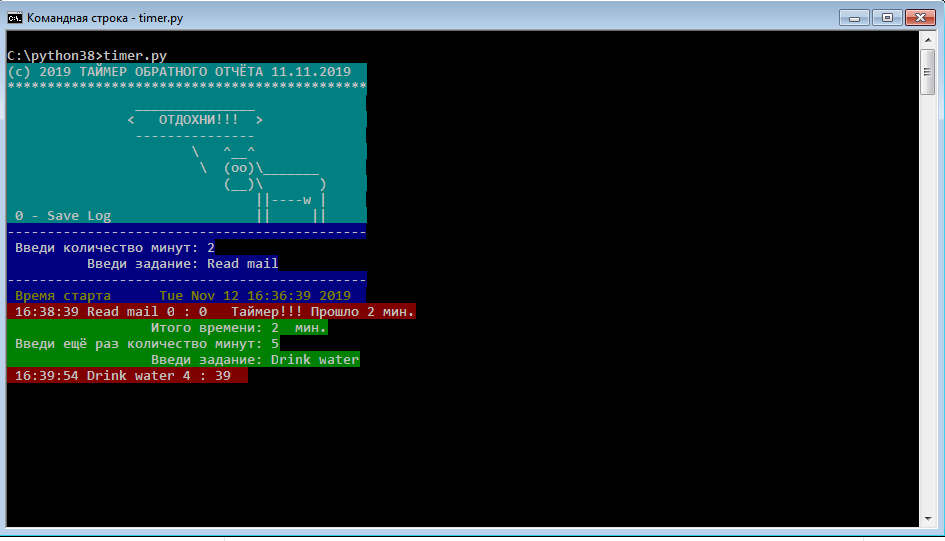 Командная строка - timer.py
C:\python38>timer.py
(c) 2019 ТАЙМЕР ОБРАТНОГО ОТЧЁТА 11.11.2019
*********************************************
_______________
<   ОТДОХНИ!!!  >
---------------
\   ^__^
\  (oo)\_______
(__)\       )
||----w |
0 - Save Log                  ||     ||
---------------------------------------------
Введи количество минут: 2
Введи задание: Read mail
---------------------------------------------
Время старта      Tue Nov 12 16:36:39 2019
16:38:39 Read mail 0 : 0   Таймер!!! Прошло 2 мин.
Итого времени: 2  мин.
Введи ещё раз количество минут: 5
Введи задание: Drink water
16:39:54 Drink water 4 : 39